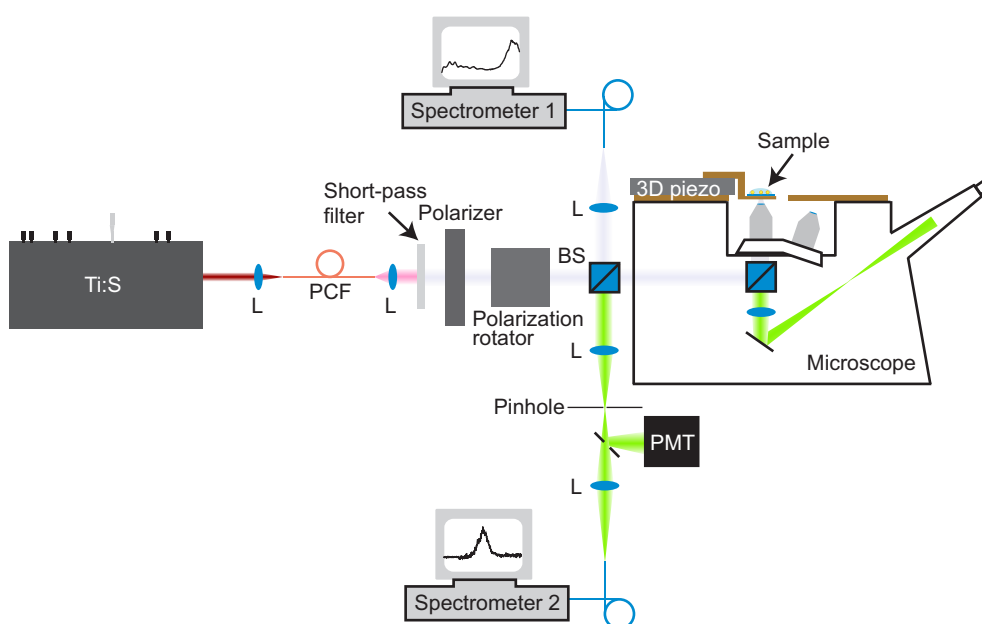 Spectrometer 1
Sample
3D piezo
Short-pass
filter
Polarizer
L
BS
Ti:S
L
PCF
L
Polarization
rotator
L
Microscope
Pinhole
PMT
L
Spectrometer 2